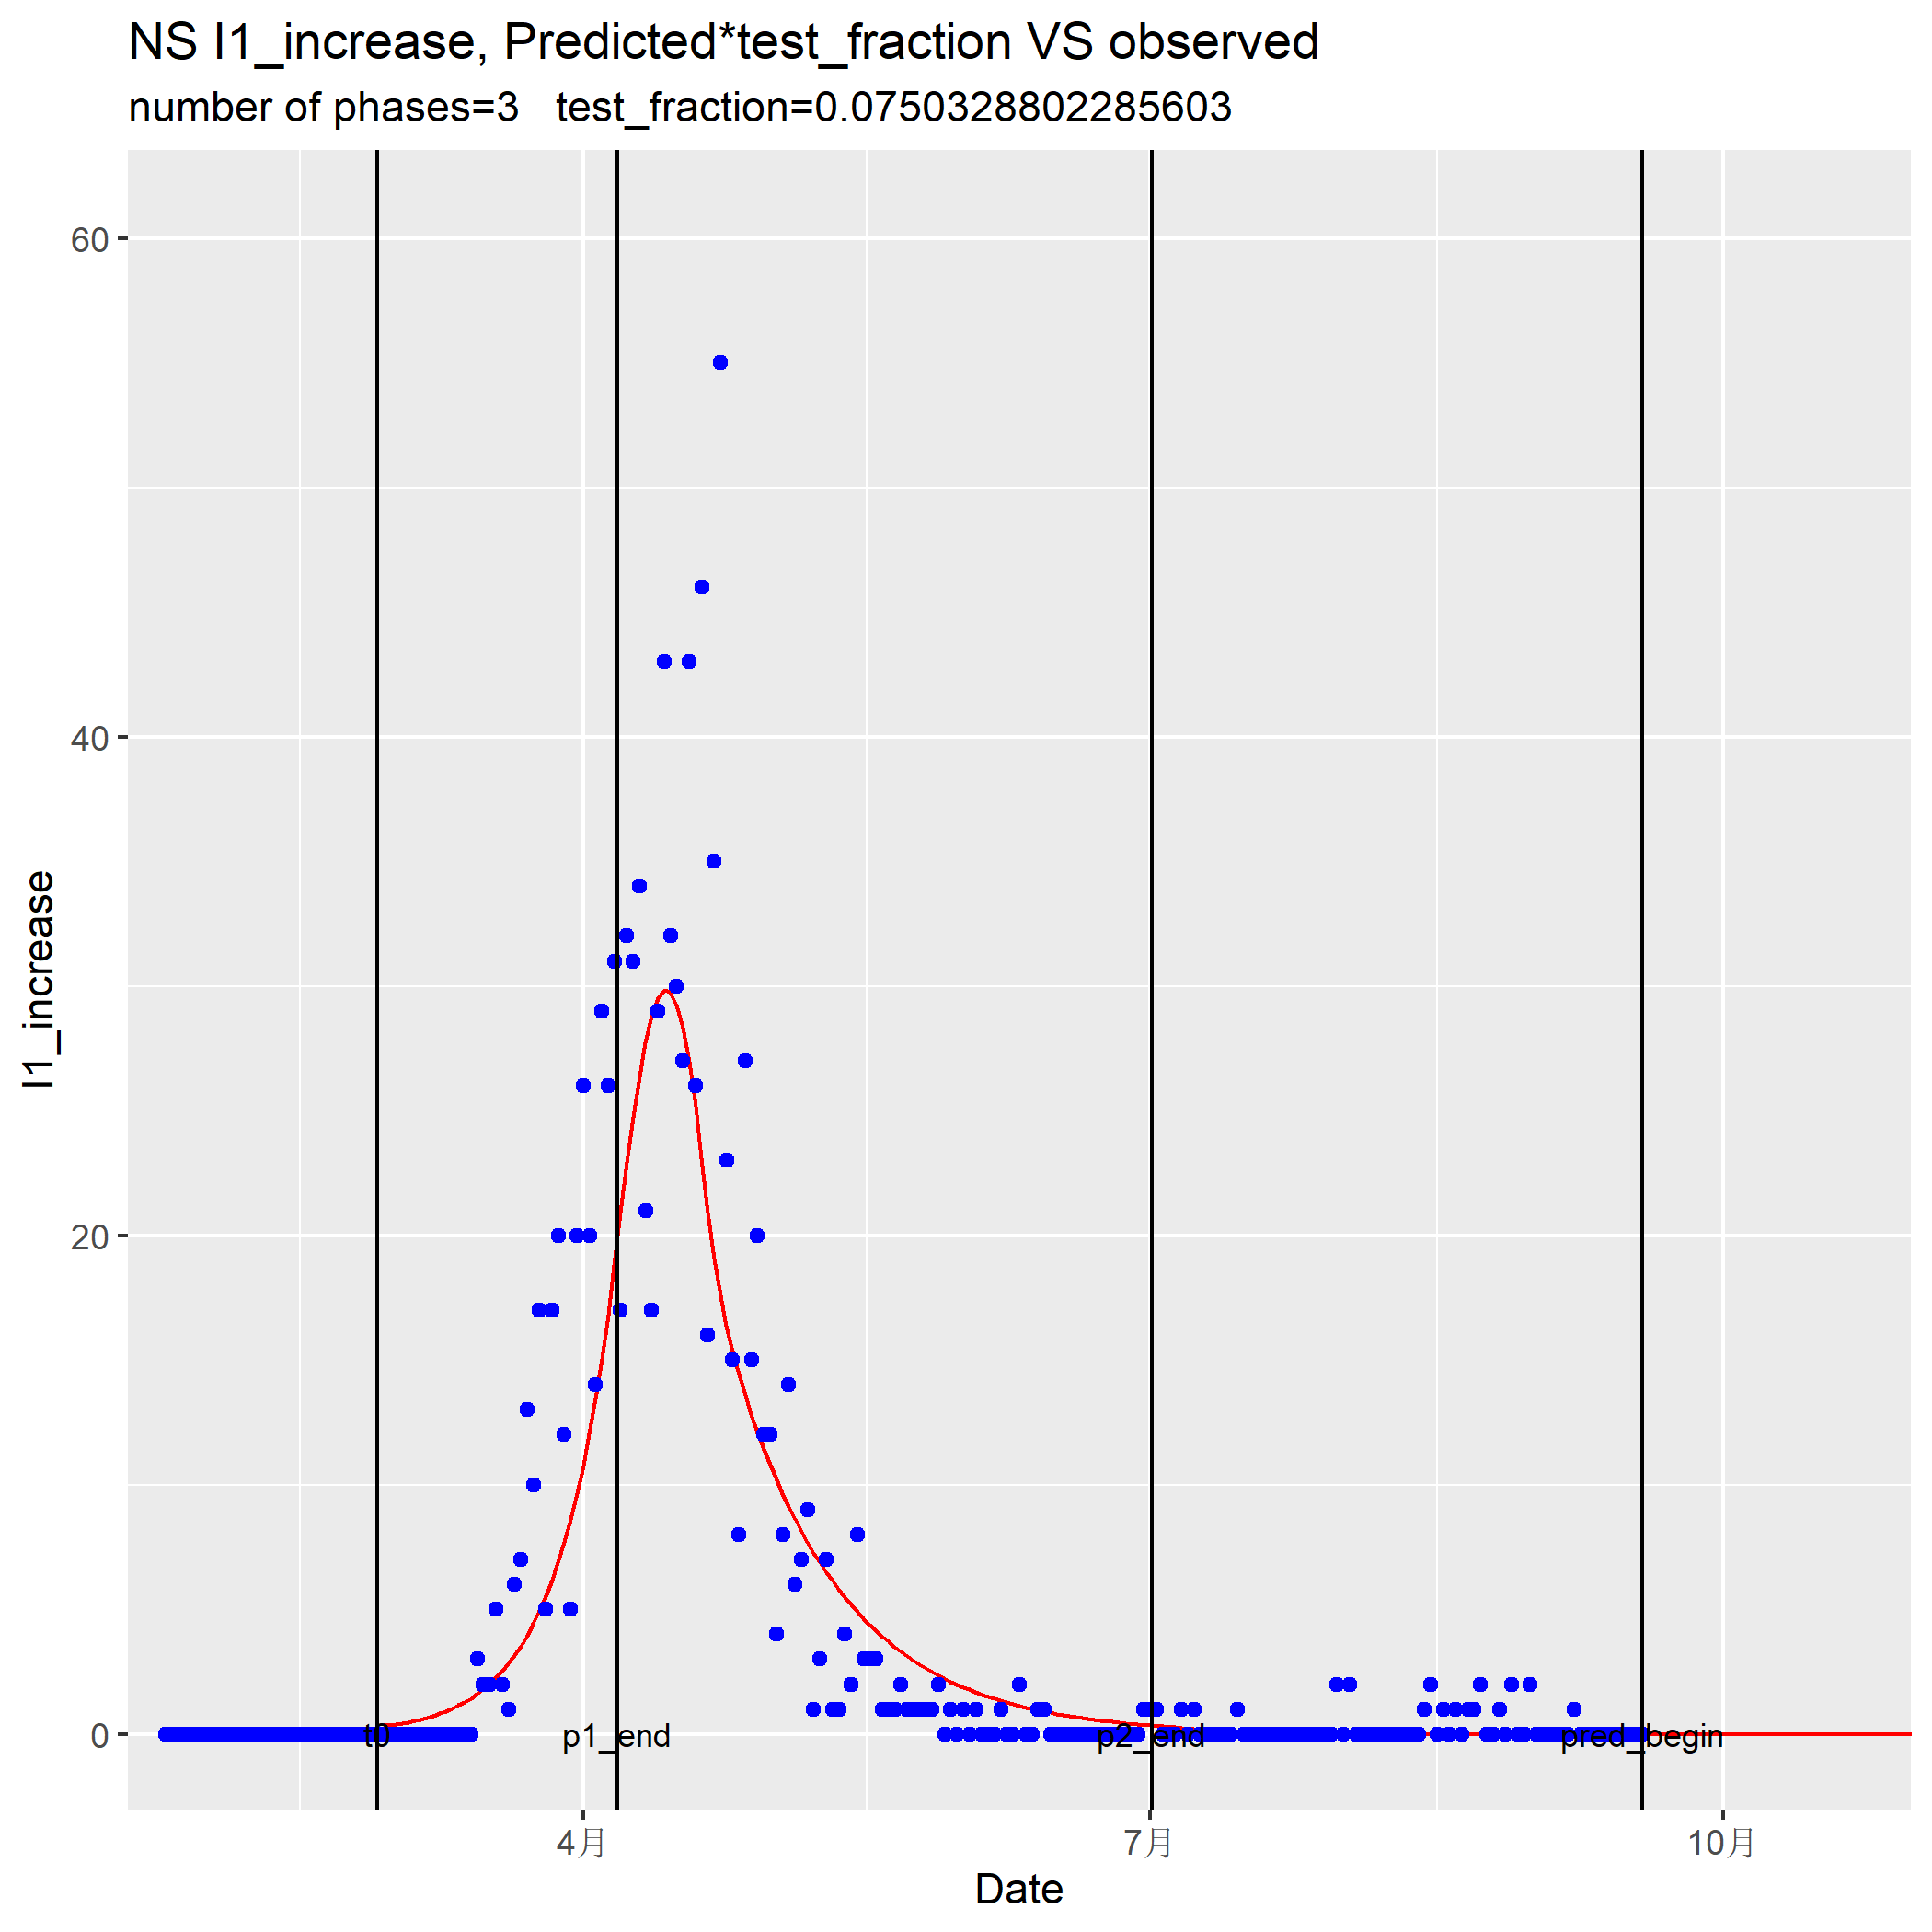 NS I1_increase, Predicted*test_fraction VS observed
number of phases=3   test_fraction=0.0750328802285603
60
40
20
0
I1_increase
t0
p1_end
p2_end
pred_begin
4月
7月
10月
Date